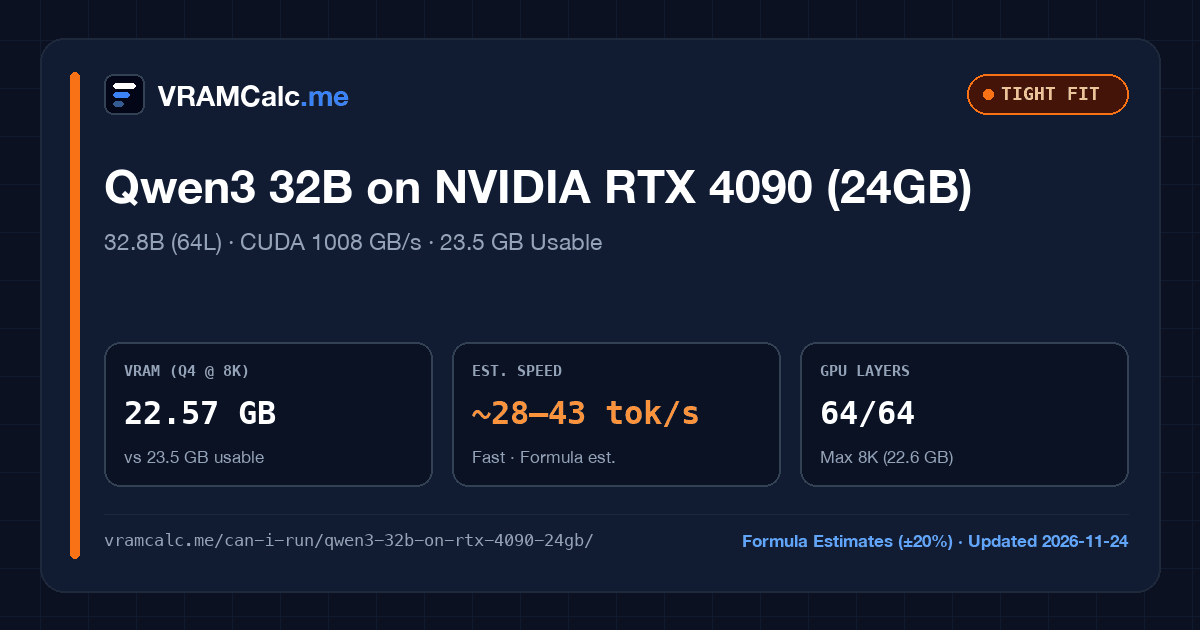 VRAMCalc.me
TIGHT FIT
Qwen3 32B on NVIDIA RTX 4090 (24GB)
32.8B (64L) · CUDA 1008 GB/s · 23.5 GB Usable
VRAM (Q4 @ 8K)
22.57 GB
vs 23.5 GB usable
EST. SPEED
~28–43 tok/s
Fast · Formula est.
GPU LAYERS
64/64
Max 8K (22.6 GB)
vramcalc.me/can-i-run/qwen3-32b-on-rtx-4090-24gb/
Formula Estimates (±20%) · Updated 2026-11-24